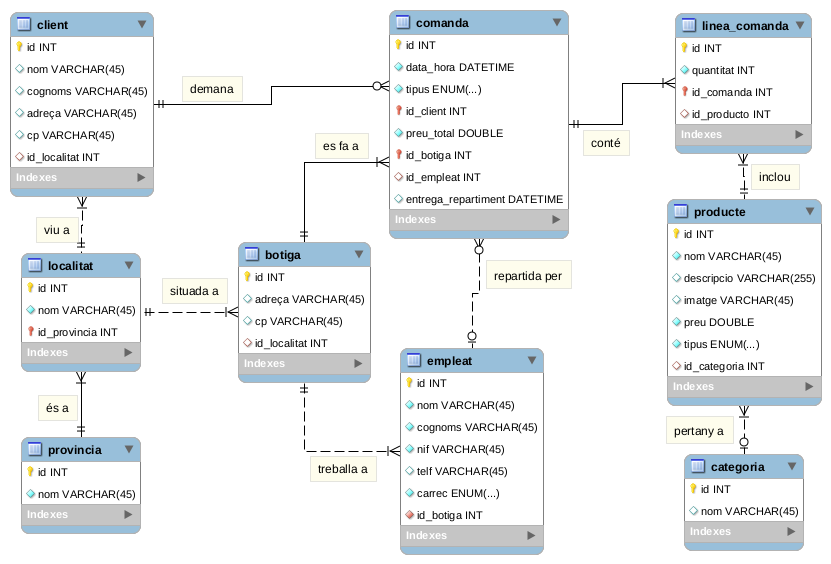 client
id INT
nom VARCHAR(45)
cognoms VARCHAR(45)
adreça VARCHAR(45)
cp VARCHAR(45)
id_localitat INT
Indexes
demana
comanda
id INT
data_hora DATETIME
tipus ENUM(...)
id_client INT
preu_total DOUBLE
id_botiga INT
id_empleat INT
entrega_repartiment DATETIME
Indexes
linea_comanda
id INT
quantitat INT
id_comanda INT
id_producto INT
Indexes
es fa a
conté
inclou
viu a
localitat
id INT
nom VARCHAR(45)
id_provincia INT
Indexes
situada a
botiga
id INT
adreça VARCHAR(45)
cp VARCHAR(45)
id_localitat INT
Indexes
repartida per
producte
id INT
nom VARCHAR(45)
descripcio VARCHAR(255)
imatge VARCHAR(45)
preu DOUBLE
tipus ENUM(...)
id_categoria INT
Indexes
és a
provincia
id INT
nom VARCHAR(45)
Indexes
treballa a
empleat
id INT
nom VARCHAR(45)
cognoms VARCHAR(45)
nif VARCHAR(45)
telf VARCHAR(45)
carrec ENUM(...)
id_botiga INT
Indexes
pertany a
categoria
id INT
nom VARCHAR(45)
Indexes